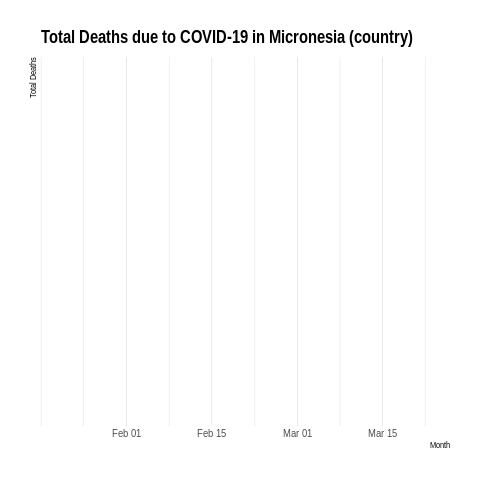 Total Deaths due to COVID-19 in Micronesia (country)
Total Deaths
Feb 01
Feb 15
Mar 01
Mar 15
Month